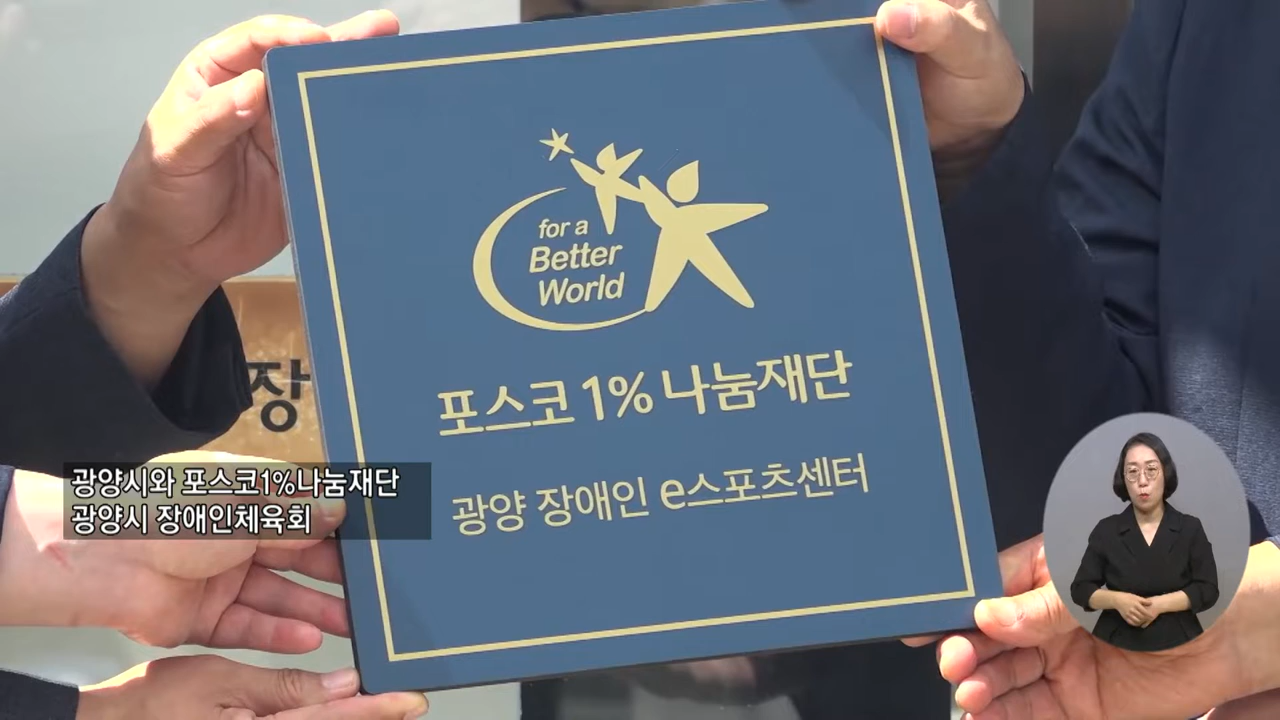 for a
Better
World
포스코 1% 나눔재단
광양 장애인 e스포츠센터
장
광양시와 포스코1%나눔재단
광양시 장애인체육회